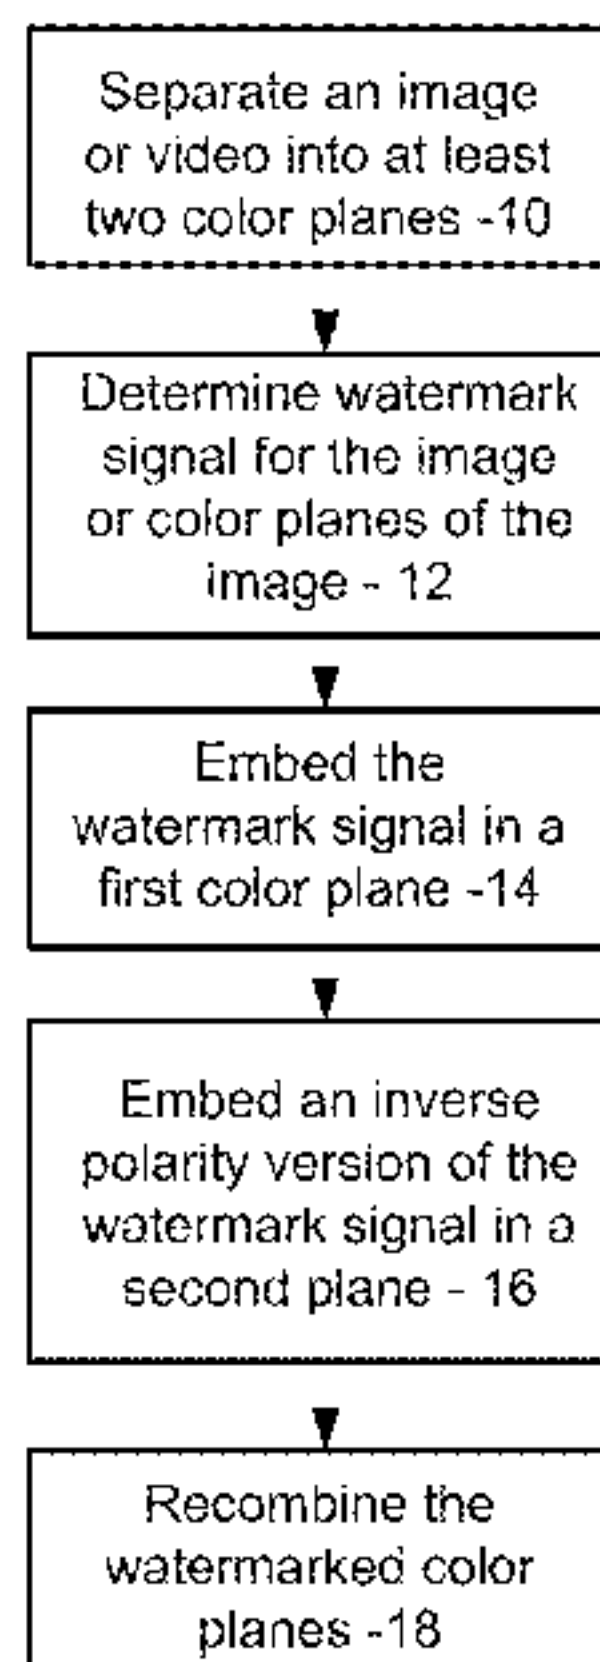 Separate an image
or video into at least
two color planes -10
Determine watermark
signal for the image
or color planes of the
image - 12
Embed the
watermark signal in a
first color plane -14
Embed an inverse
polarity version of the
watermark signal in a
second plane - 16
Recombine the
watermarked color
planes -18